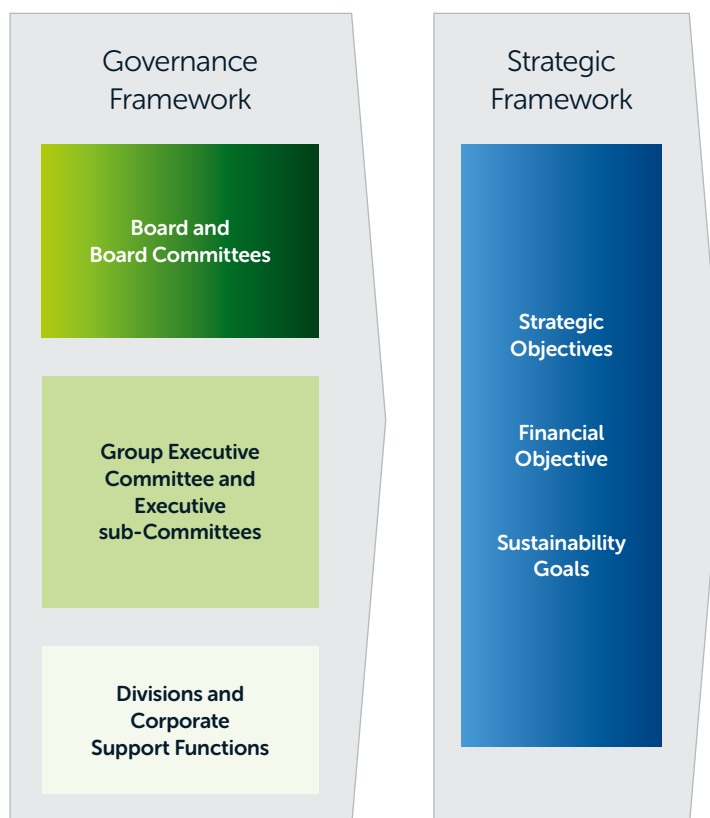 Governance
Framework
Board and
Board Committees
Group Executive
Committee and
Executive
sub-Committees
Divisions and
Corporate
Support Functions
Strategic
Framework
Strategic
Objectives
Financial
Objective
Sustainability
Goals